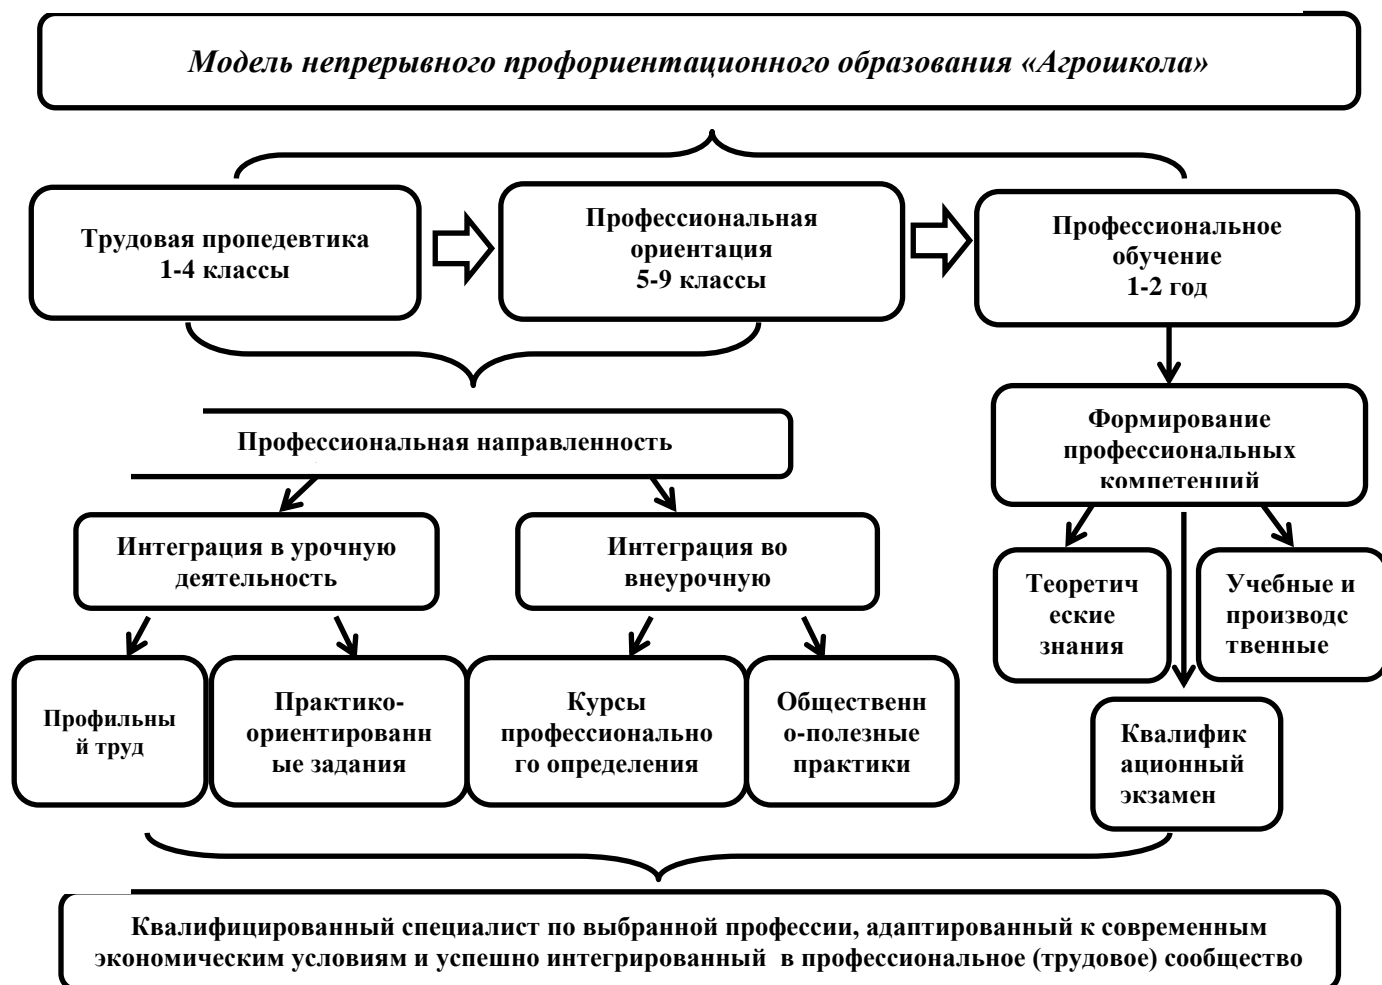 Модель непрерывного профориентационного образования «Агрошкола»
Трудовая пропедевтика
1-4 классы
Профессиональная
ориентация
5-9 классы
Профессиональное
обучение
1-2 год
Профессиональная направленность
Формирование
профессиональных
компетенций
Интеграция в урочную
деятельность
Интеграция во
внеурочную
Теоретич
еские
знания
Учебные и
производс
твенные
Профильны
й труд
Практико-
ориентированн
ые задания
Курсы
профессионально
го определения
Общественн
о-полезные
практики
Квалифик
ационный
экзамен
Квалифицированный специалист по выбранной профессии, адаптированный к современным
экономическим условиям и успешно интегрированный в профессиональное (трудовое) сообщество